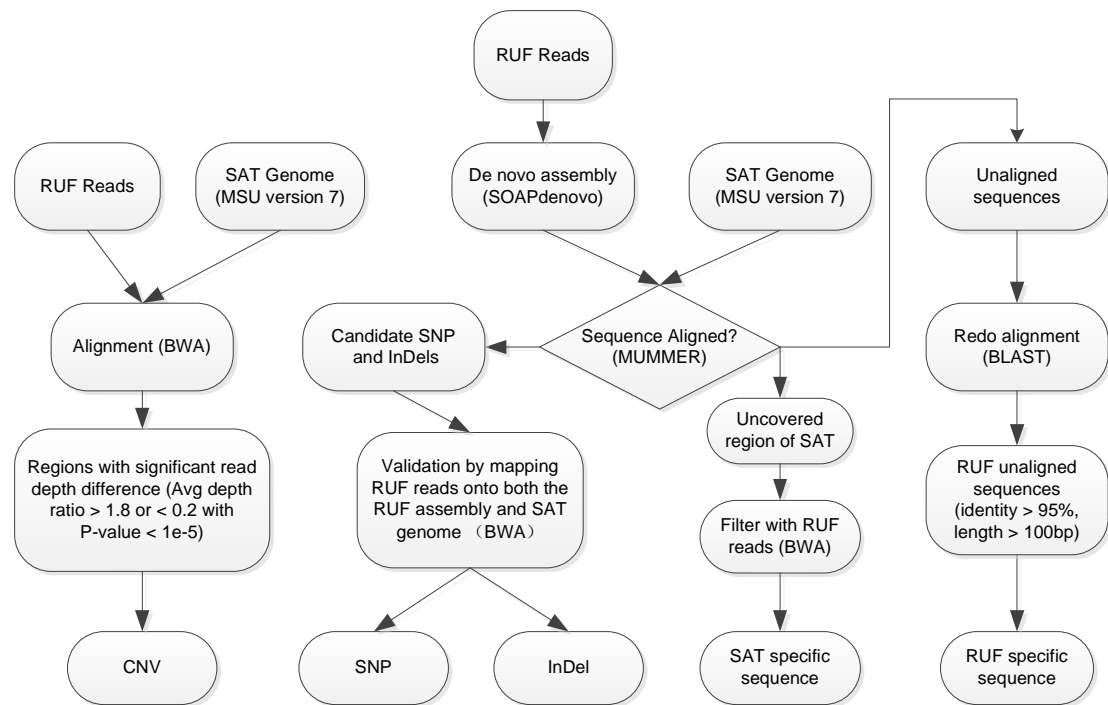 RUF Reads
RUF Reads
SAT Genome
(MSU version 7)
De novo assembly
(SOAPdenovo)
SAT Genome
(MSU version 7)
Unaligned
sequences
Alignment (BWA)
Candidate SNP
and InDels
Sequence Aligned?
(MUMMER)
Redo alignment
(BLAST)
Uncovered
region of SAT
Regions with significant read
depth difference (Avg depth
ratio > 1.8 or < 0.2 with
P-value < 1e-5)
Validation by mapping
RUF reads onto both the
RUF assembly and SAT
genome （BWA）
Filter with RUF
reads (BWA)
RUF unaligned
sequences
(identity > 95%,
length > 100bp)
CNV
SNP
InDel
SAT specific
sequence
RUF specific
sequence